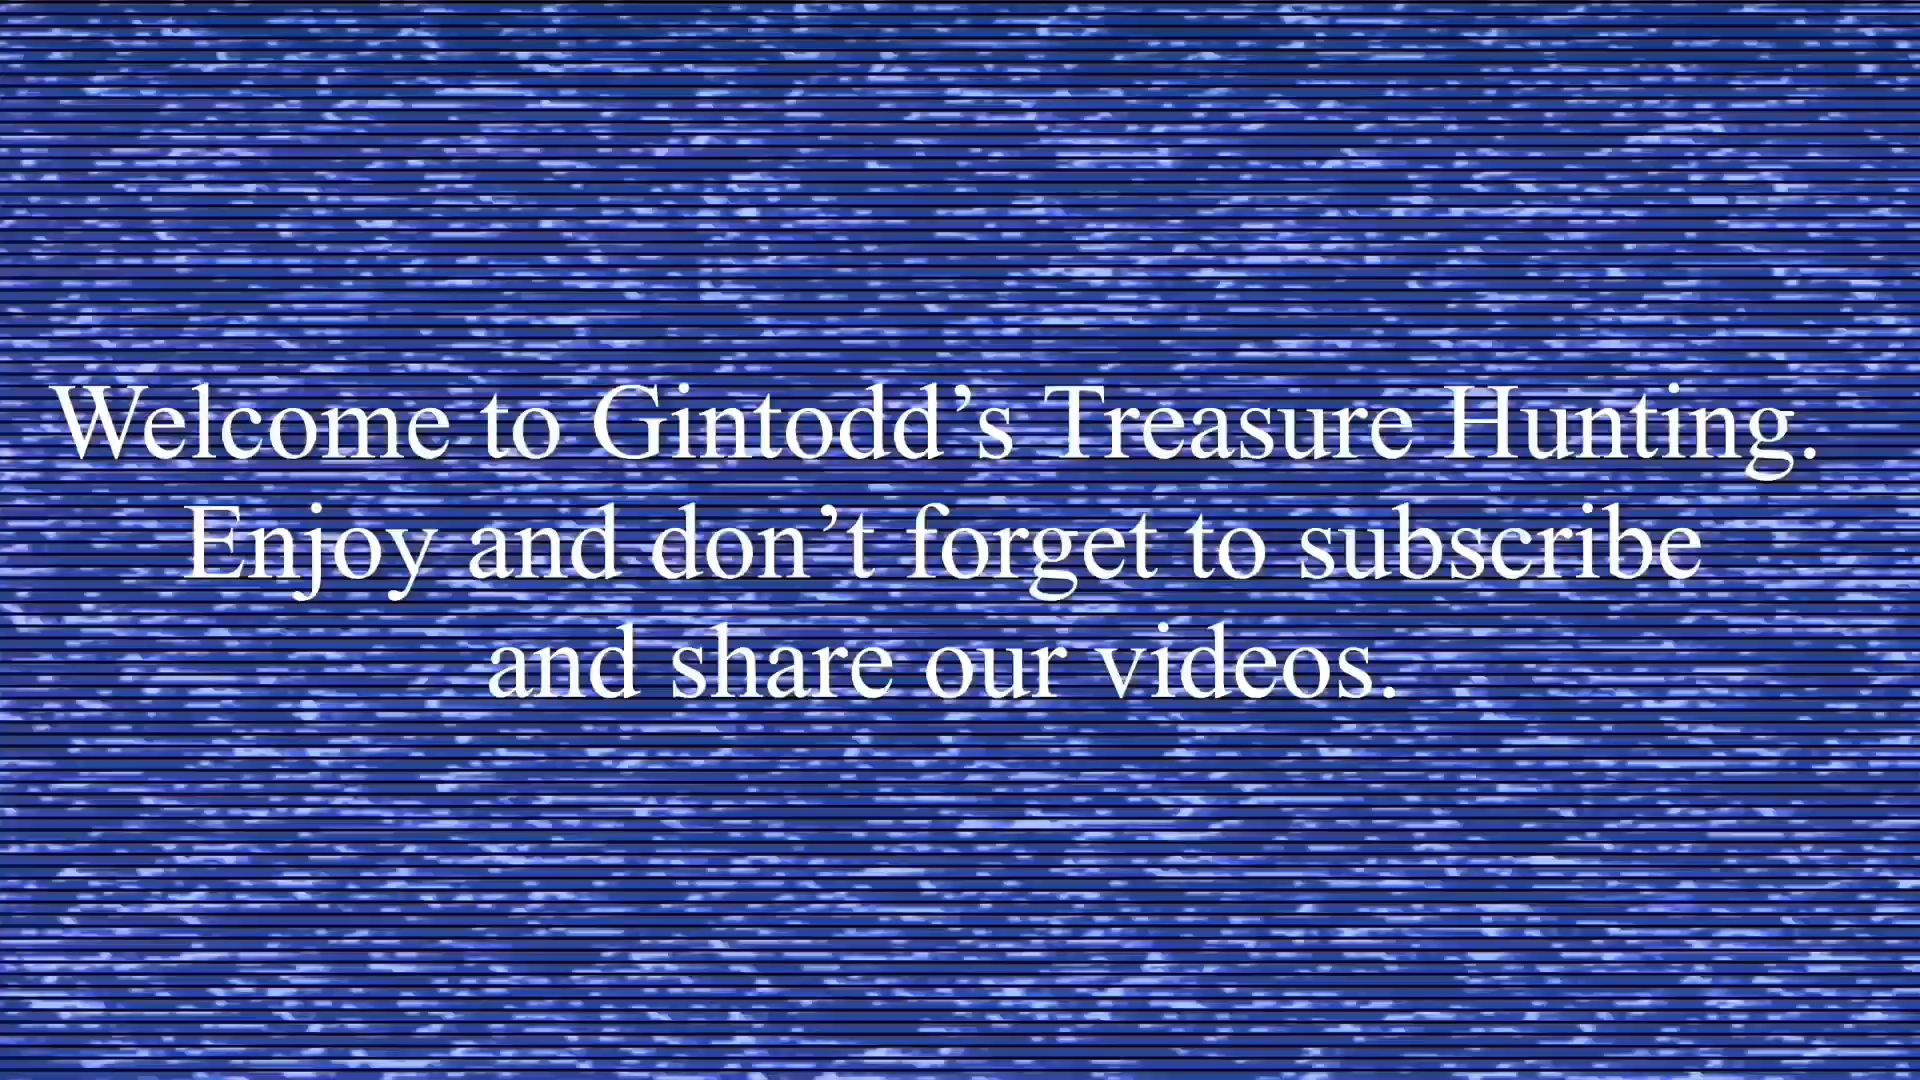 Welcome to Gintodd’s Treasure Hunting.
Enjoy and don’t forget to subscribe
and share our videos.